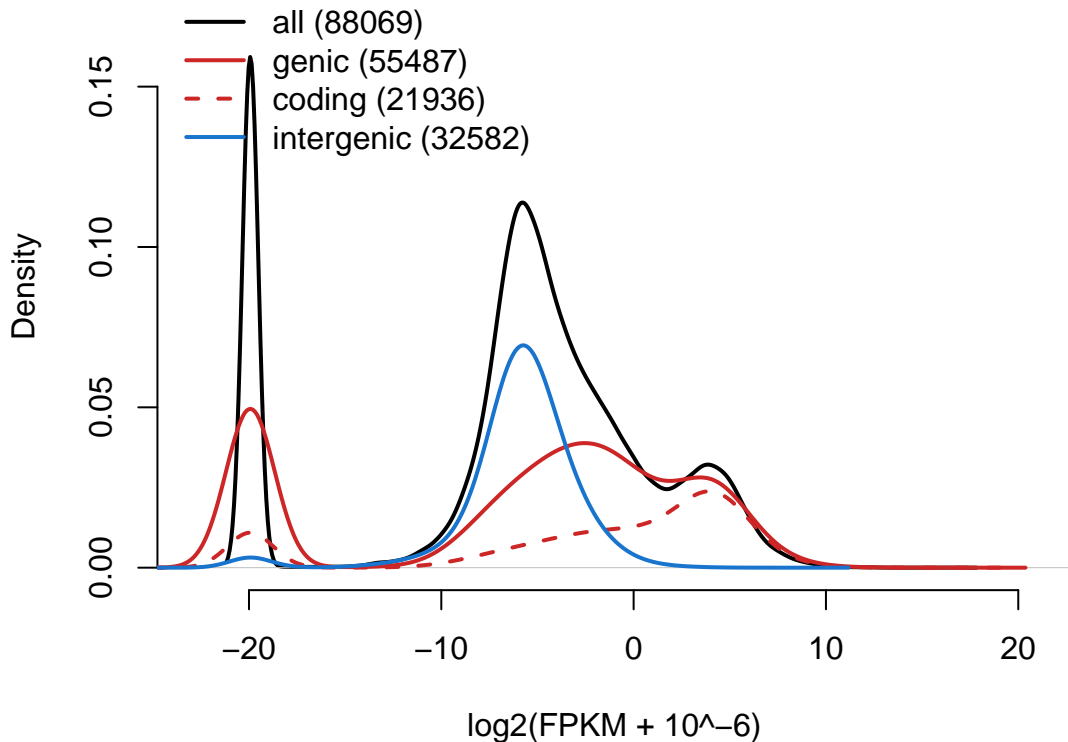 all (88069)
genic (55487)
coding (21936)
intergenic (32582)
Density
0.15
0.10
0.05
0.00
−20 −10 0 10 20
log2(FPKM + 10^−6)